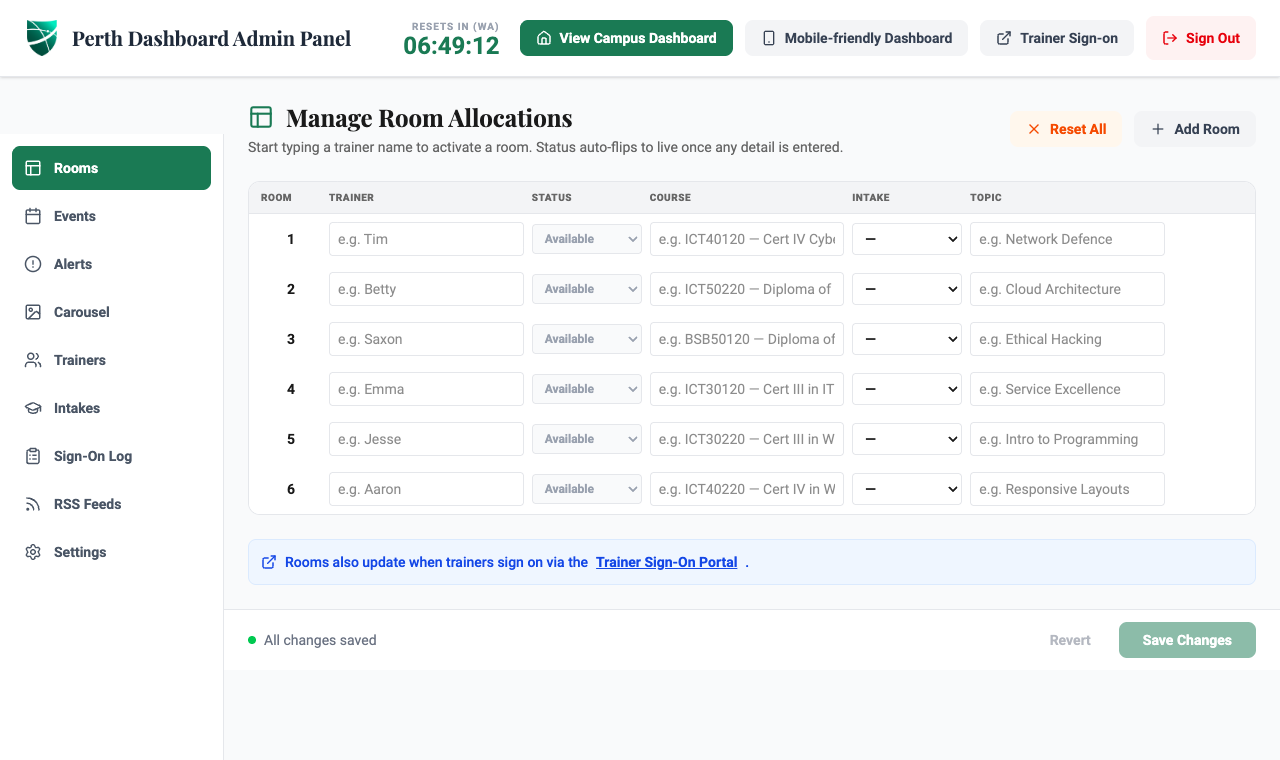 Perth Dashboard Admin Panel
RESETS IN (WA)
06:49:12
View Campus Dashboard
Mobile-friendly Dashboard
Trainer Sign-on
Sign Out
Rooms
Events
Alerts
Carousel
Trainers
Intakes
Sign-On Log
RSS Feeds
Settings
Manage Room Allocations
Start typing a trainer name to activate a room. Status auto-flips to live once any detail is entered.
Reset All
Add Room
ROOM TRAINER STATUS COURSE INTAKE TOPIC
1 e.g. Tim Available e.g. ICT40120 — Cert IV Cybe — e.g. Network Defence
2 e.g. Betty Available e.g. ICT50220 — Diploma of — e.g. Cloud Architecture
3 e.g. Saxon Available e.g. BSB50120 — Diploma of — e.g. Ethical Hacking
4 e.g. Emma Available e.g. ICT30120 — Cert III in IT — e.g. Service Excellence
5 e.g. Jesse Available e.g. ICT30220 — Cert III in W — e.g. Intro to Programming
6 e.g. Aaron Available e.g. ICT40220 — Cert IV in W — e.g. Responsive Layouts
Rooms also update when trainers sign on via the Trainer Sign-On Portal .
All changes saved
Revert
Save Changes